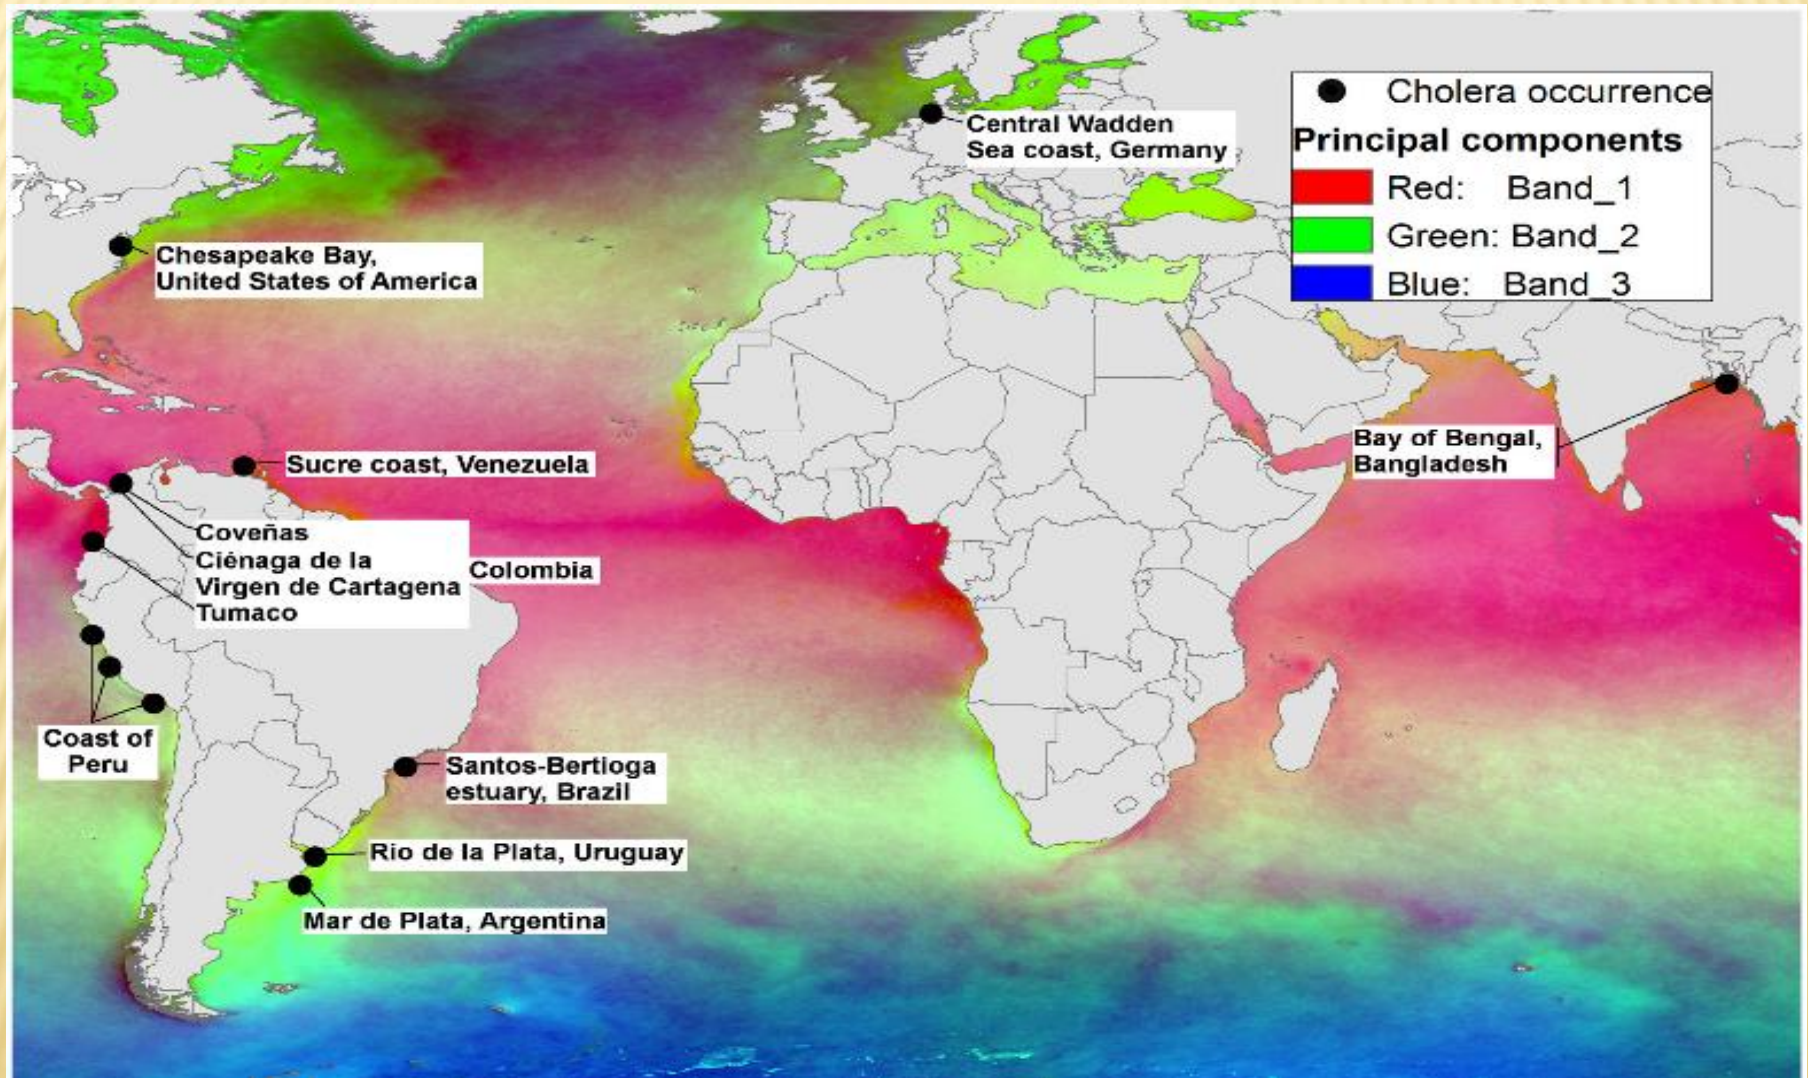 Cholera occurrence
Principal components
Red: Band_1
Green: Band_2
Blue: Band_3
Central Wadden
Sea coast, Germany
Chesapeake Bay,
United States of America
Bay of Bengal,
Bangladesh
Sucre coast, Venezuela
Coveñas
Ciénaga de la
Virgen de Cartagena
Tumaco
Colombia
Coast of
Peru
Santos-Bertioga
estuary, Brazil
Rio de la Plata, Uruguay
Mar de Plata, Argentina